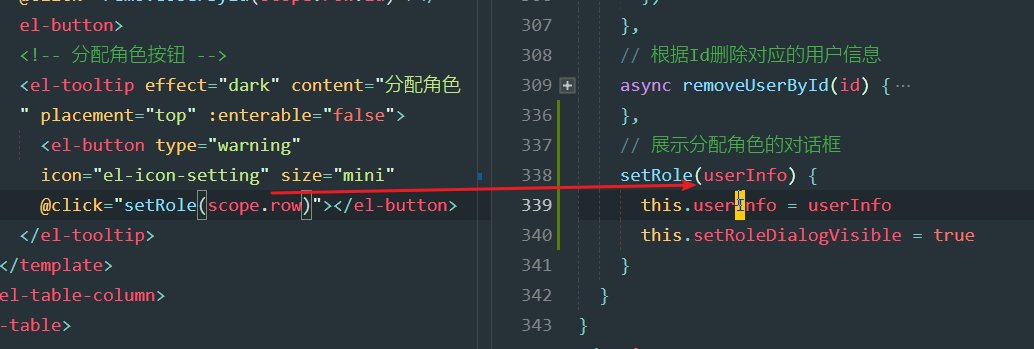 el-button>
<!-- 分配角色按钮 -->
<el-tooltip effect="dark" content="分配角色
" placement="top" :enterable="false">
<el-button type="warning"
icon="el-icon-setting" size="mini"
@click="setRole(scope.row)"></el-button>
</el-tooltip>
</template>
el-table-column>
-table>
307 },
308 // 根据Id删除对应的用户信息
309 async removeUserById(id) {···
336 },
337 // 展示分配角色的对话框
338 setRole(userInfo) {
339 this.userInfo = userInfo
340 this.setRoleDialogVisible = true
341 }
342 }
343 }